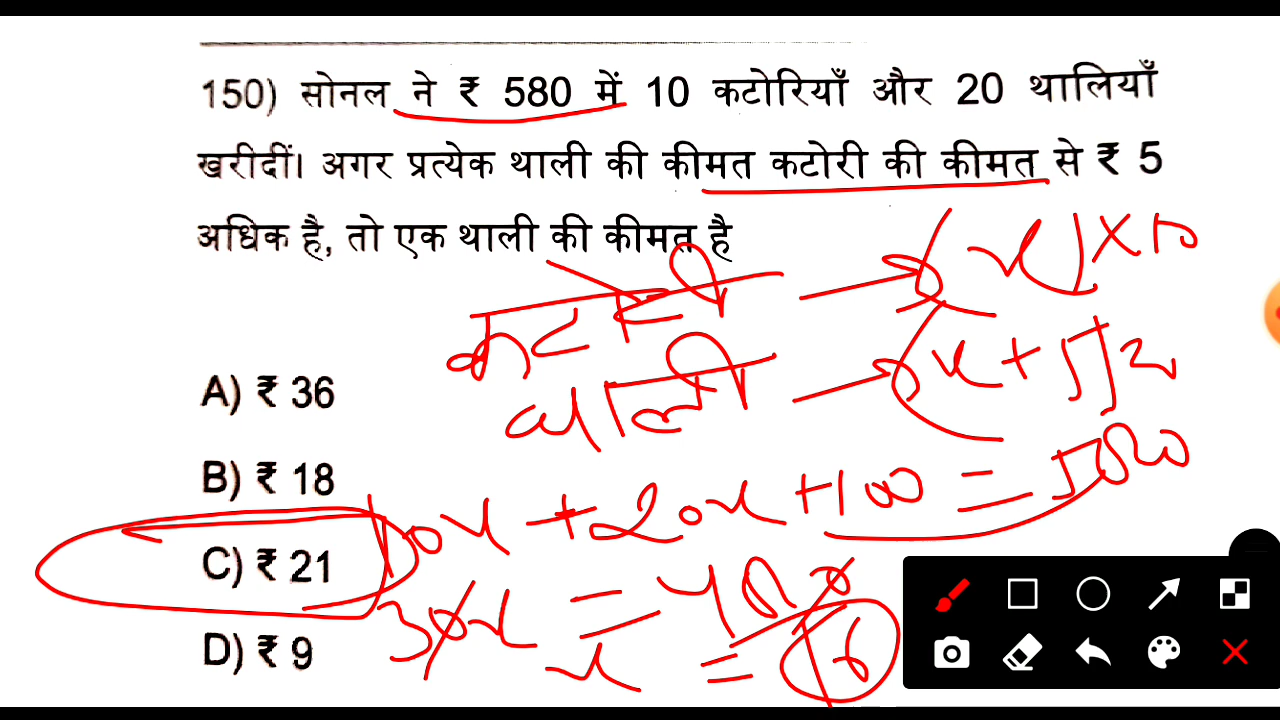 150) सोनल ने ₹ 580 में 10 कटोरियाँ और 20 थालियाँ
खरीदीं। अगर प्रत्येक थाली की कीमत कटोरी की कीमत से ₹ 5
अधिक है, तो एक थाली की कीमत है
कटोरी → x × 10
थाली → x + 5] 2
A) ₹ 36
B) ₹ 18
10x + 20x + 100 = 580
C) ₹ 21
30x = 480
D) ₹ 9
x = 16